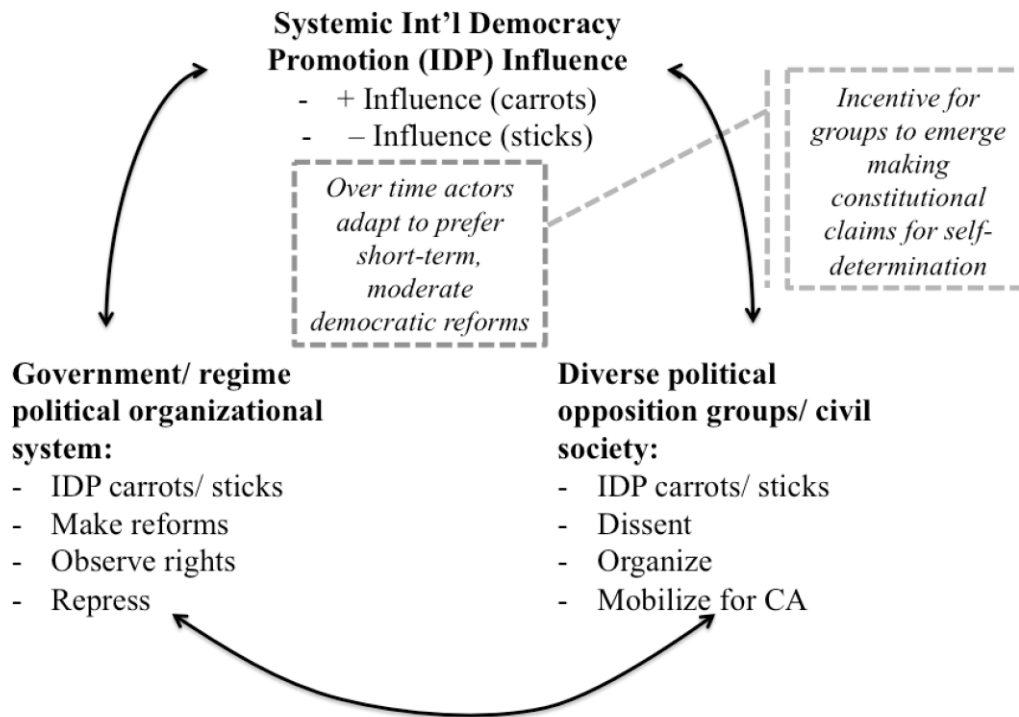 Systemic Int’l Democracy
Promotion (IDP) Influence
- + Influence (carrots)
- – Influence (sticks)
Over time actors
adapt to prefer
short-term,
moderate
democratic reforms
Incentive for
groups to emerge
making
constitutional
claims for self-
determination
Government/ regime
political organizational
system:
- IDP carrots/ sticks
- Make reforms
- Observe rights
- Repress
Diverse political
opposition groups/ civil
society:
- IDP carrots/ sticks
- Dissent
- Organize
- Mobilize for CA